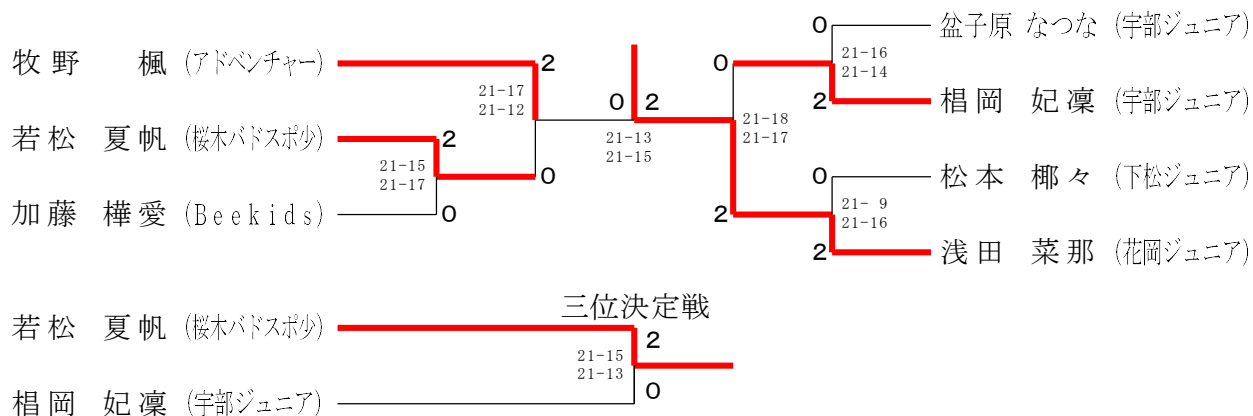 牧野 楓 (アドベンチャー)
2
21-17
21-12
若松 夏帆 (桜木バドスポ少)
2
21-15
21-17
0
加藤 樺愛 (Beekids)
0
0 2
21-13
21-15
0 盆子原 なつな (宇部ジュニア)
21-16
21-14
0
2 椙岡 妃凜 (宇部ジュニア)
21-18
21-17
0 松本 椰々 (下松ジュニア)
21- 9
21-16
2
2 浅田 菜那 (花岡ジュニア)
三位決定戦
若松 夏帆 (桜木バドスポ少)
2
21-15
21-13
0
椙岡 妃凜 (宇部ジュニア)